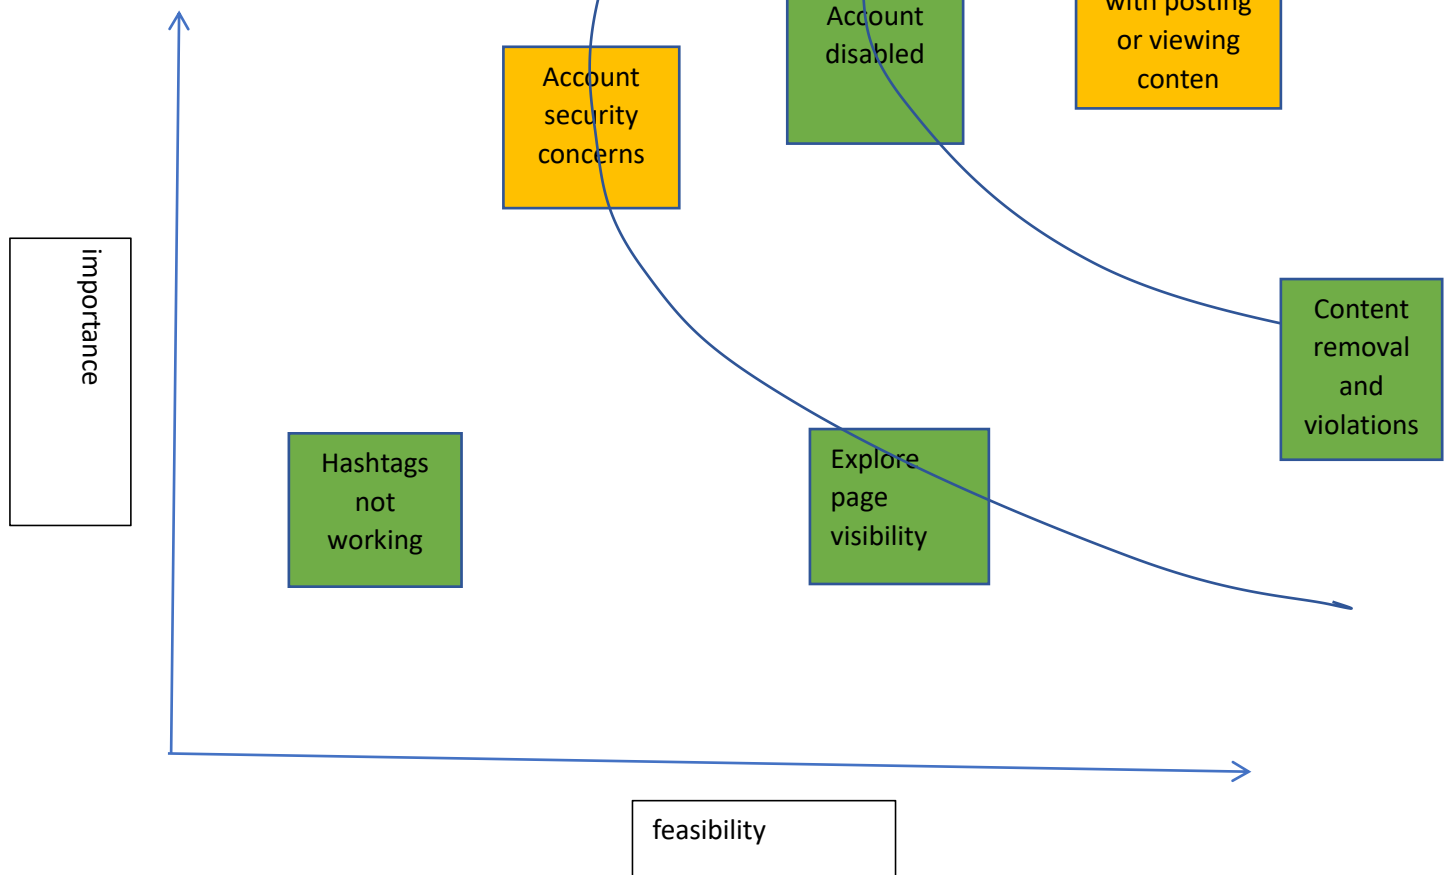 with posting
or viewing
conten
Account
disabled
Account
security
concerns
importance
Content
removal
and
violations
Hashtags
not
working
Explore
page
visibility
feasibility